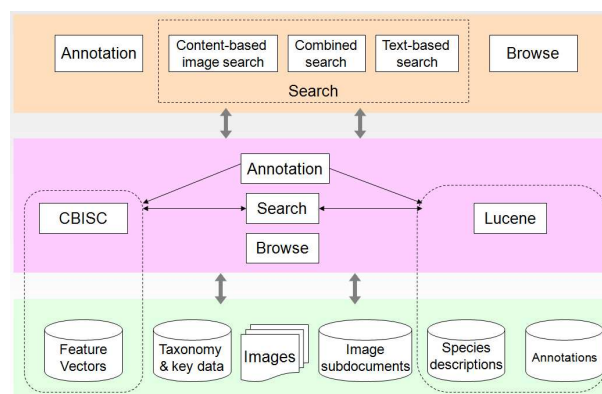 Annotation
Content-based
image search
Combined
search
Text-based
search
Browse
Search
Annotation
CBISC
Search
Lucene
Browse
Feature
Vectors
Taxonomy
& key data
Images
Image
subdocuments
Species
descriptions
Annotations